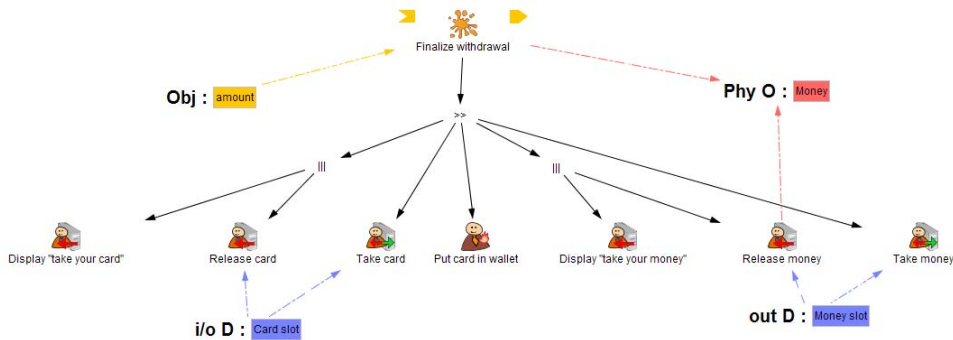 Finalize withdrawal
Obj : amount
Phy O : Money
>>
|||
|||
Display "take your card"
Release card
Take card
Put card in wallet
Display "take your money"
Release money
Take money
i/o D : Card slot
out D : Money slot